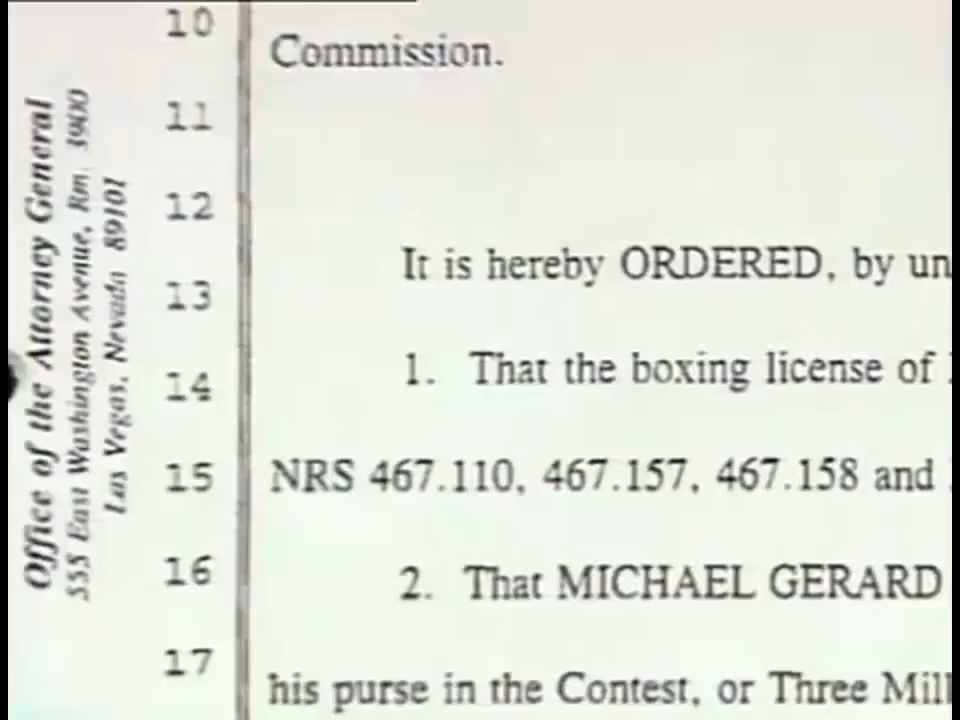 Office of the Attorney General
555 East Washington Avenue, Rm. 3900
Las Vegas, Nevada 89101
10
Commission.
11
12
It is hereby ORDERED, by un
13
1. That the boxing license of
14
15
NRS 467.110, 467.157, 467.158 and
16
2. That MICHAEL GERARD
17
his purse in the Contest, or Three Mill